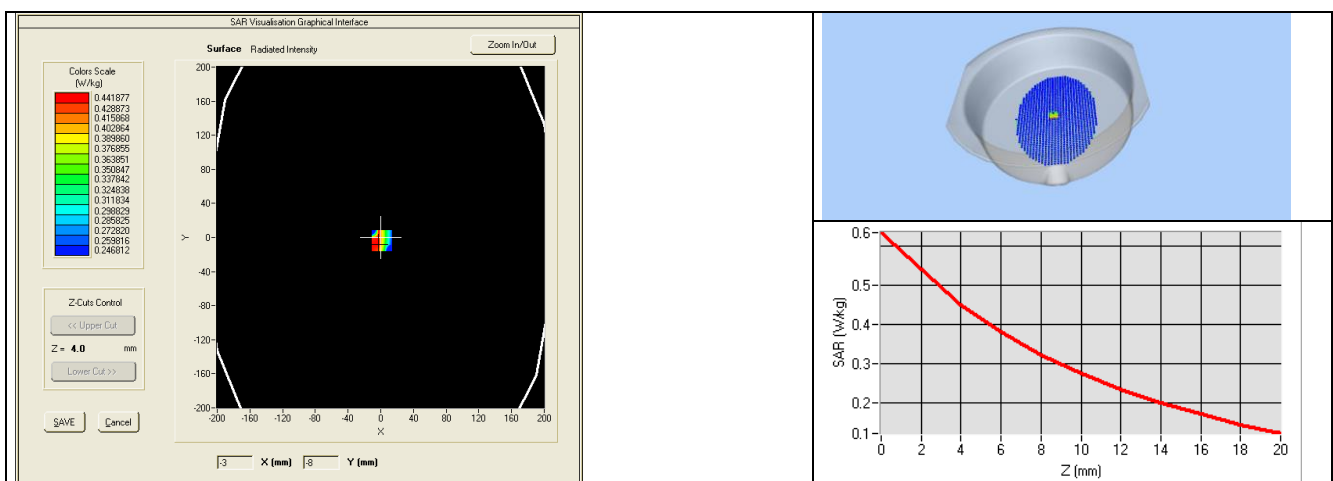 SAR Visualisation Graphical Interface
Surface Radiated Intensity
Zoom In/Out
Colors Scale
(W/kg)
0.441877
0.428873
0.415868
0.402864
0.389860
0.376855
0.363851
0.350847
0.337842
0.324838
0.311834
0.298829
0.285825
0.272820
0.259816
0.246812
Z-Cuts Control
<< Upper Cut
Z = 4.0 mm
Lower Cut >>
SAVE Cancel
200
160
120
80
40
0
-40
-80
-120
-160
-200
Y
-200 -160 -120 -80 -40 0 40 80 120 160 200
X
-3 X (mm) -8 Y (mm)
0.6
0.5
0.4
0.3
0.2
0.1
SAR (W/kg)
0 2 4 6 8 10 12 14 16 18 20
Z (mm)